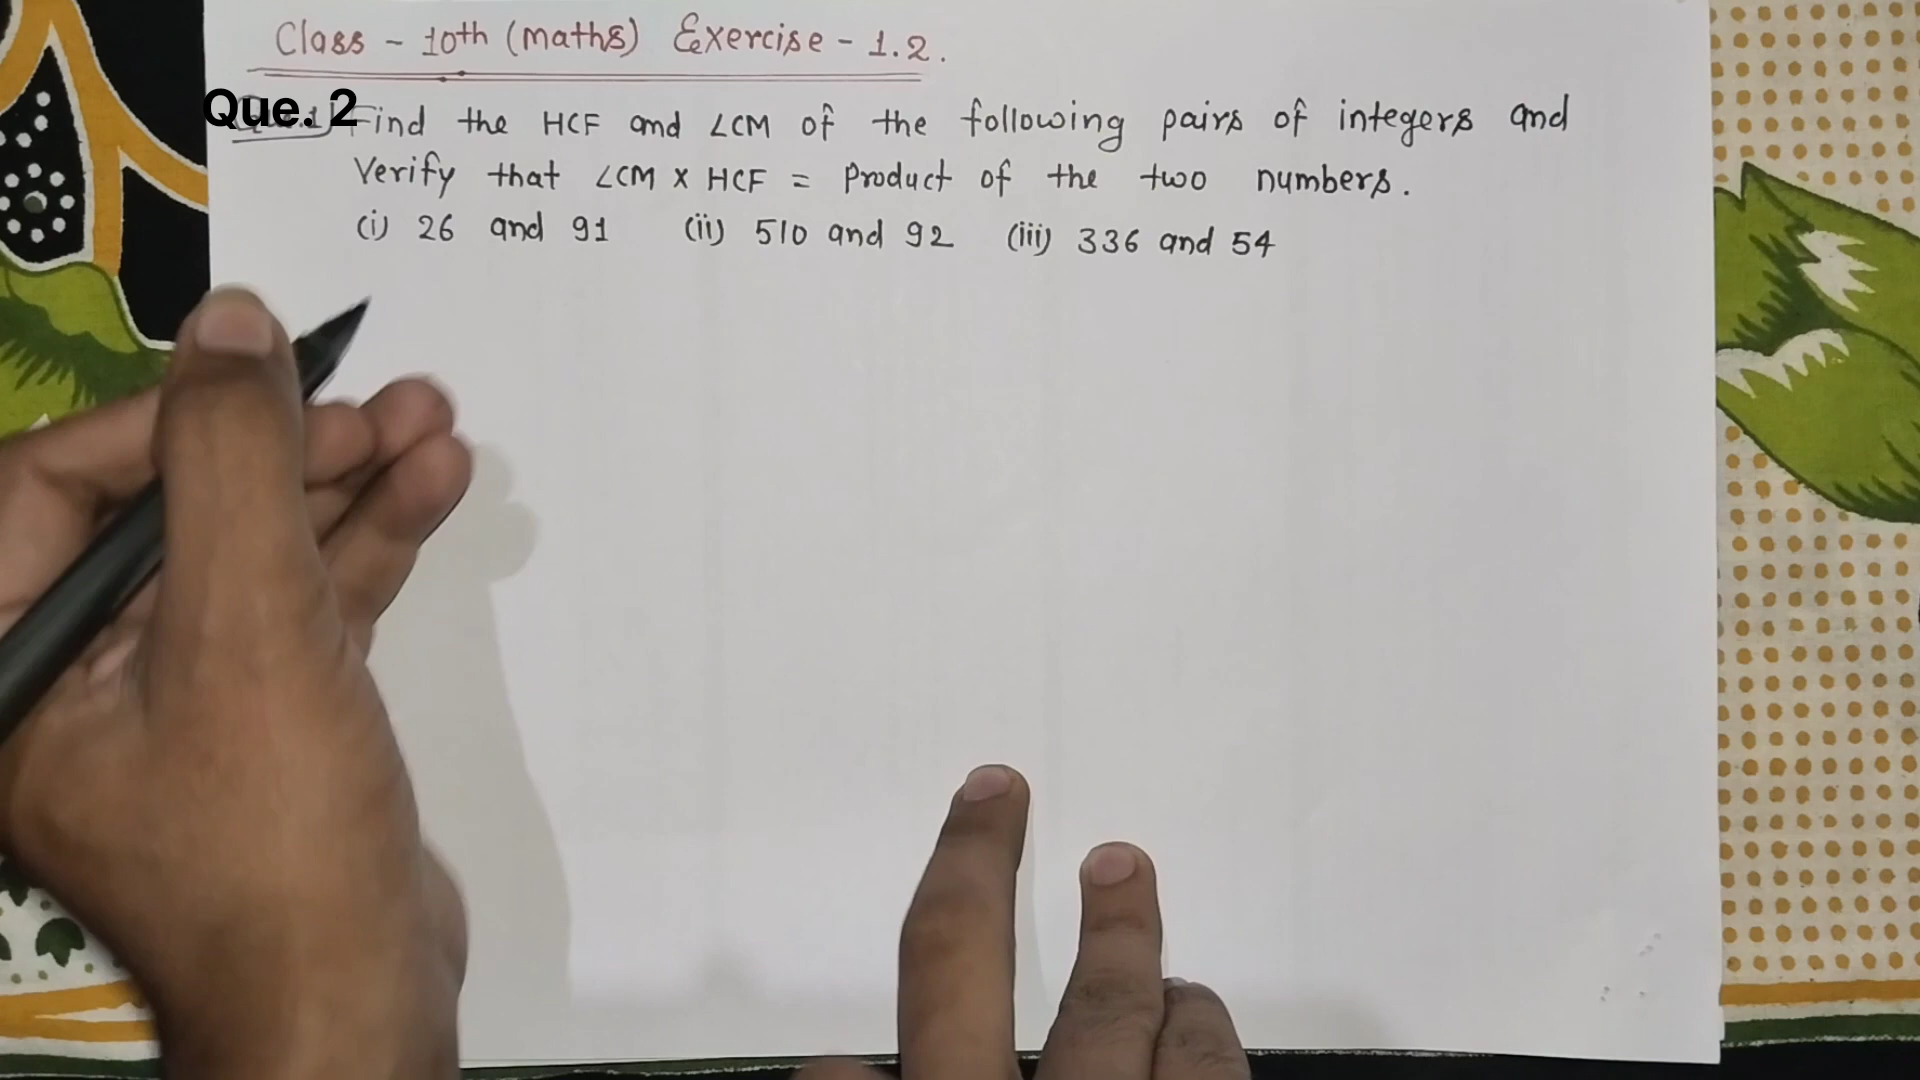 Class - 10th (maths) Exercise - 1.2.
Que. 2 Find the HCF and LCM of the following pairs of integers and
Verify that LCM x HCF = Product of the two numbers.
(i) 26 and 91 (ii) 510 and 92 (iii) 336 and 54